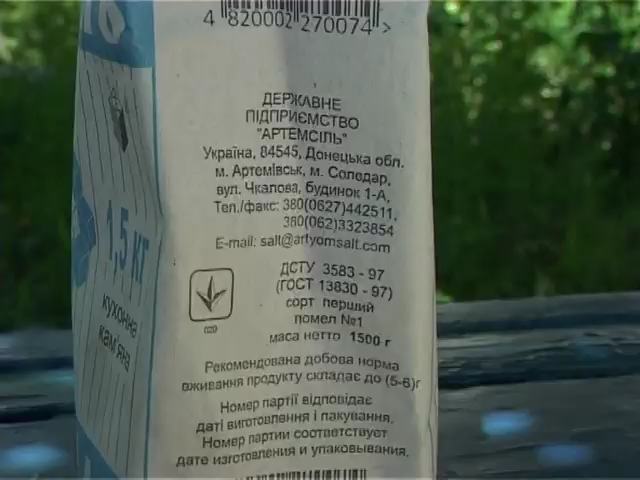 4 820002 270074 >
ДЕРЖАВНЕ
ПІДПРИЄМСТВО
"АРТЕМСІЛЬ"
Україна, 84545, Донецька обл.
м. Артемівськ, м. Соледар,
вул. Чкалова, будинок 1-А,
Тел./факс: 380(0627)442511,
380(062)3323854
E-mail: salt@artyomsalt.com
ДСТУ 3583 - 97
(ГОСТ 13830 - 97)
сорт перший
помел №1
маса нетто 1500 г
Рекомендована добова норма
вживання продукту складає до (5-6)г
Номер партії відповідає
даті виготовлення і пакування.
Номер партии соответствует
дате изготовления и упаковывания.
020
1,5 кг
кухонна
кам'яна